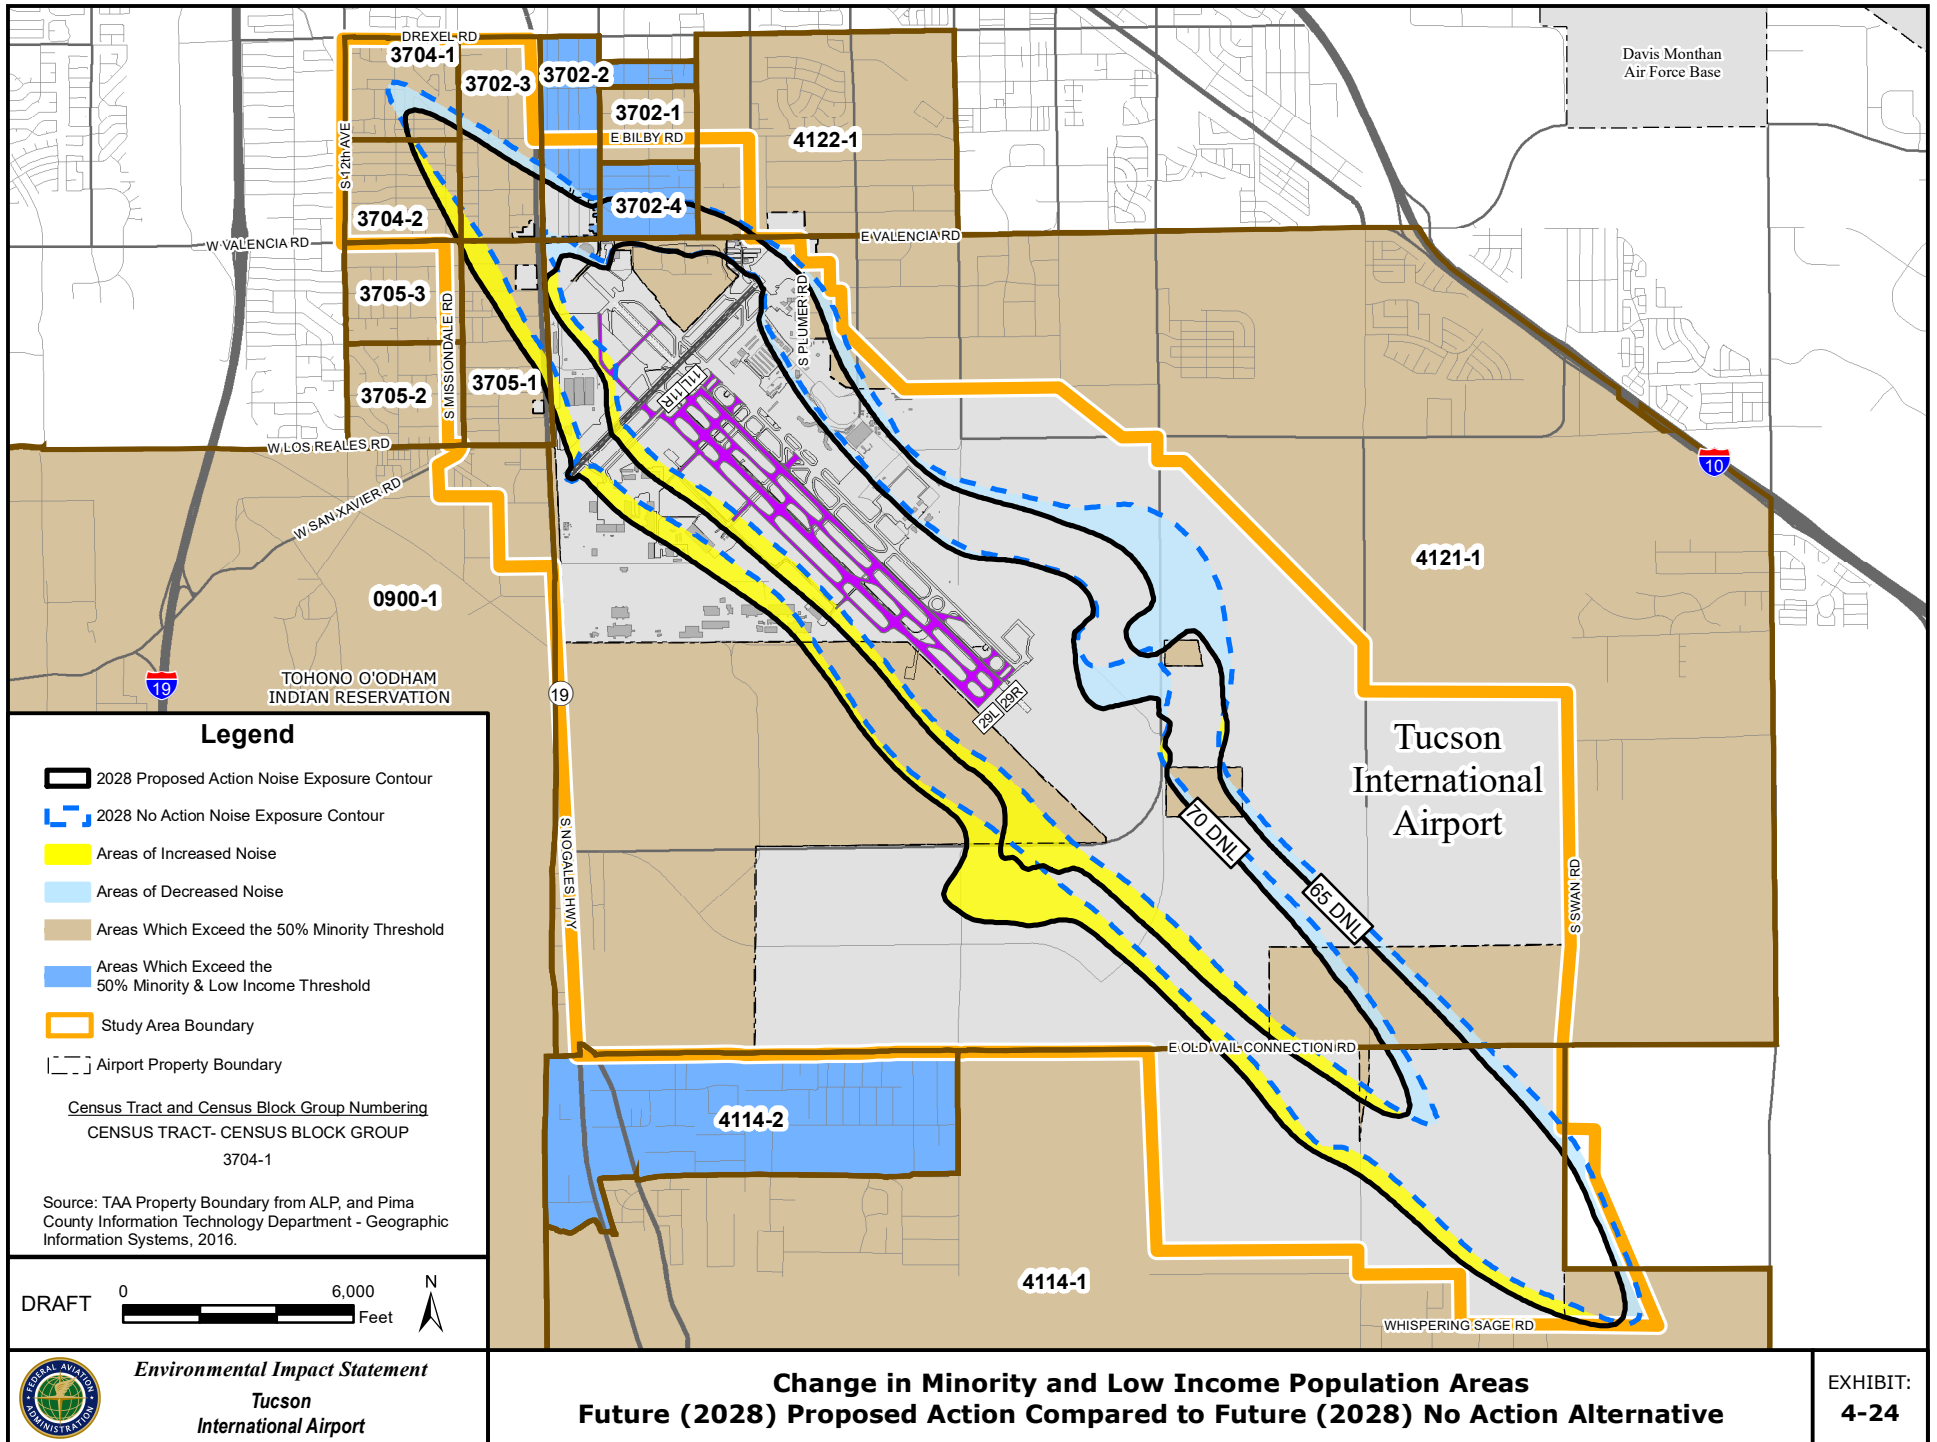 DREXEL RD
3704-1
3702-3
3702-2
3702-1
E BILBY RD
4122-1
Davis Monthan
Air Force Base
S 12th AVE
3704-2
3702-4
W VALENCIA RD
E VALENCIA RD
3705-3
S MISSIONDALE RD
S PLUMER RD
3705-2
3705-1
11L
11R
W LOS REALES RD
W SAN XAVIER RD
10
4121-1
0900-1
TOHONO O'ODHAM
INDIAN RESERVATION
19
19
29L
29R
Tucson
International
Airport
70 DNL
65 DNL
S NOGALES HWY
S SWAN RD
E OLD VAIL CONNECTION RD
4114-2
4114-1
WHISPERING SAGE RD
Legend
2028 Proposed Action Noise Exposure Contour
2028 No Action Noise Exposure Contour
Areas of Increased Noise
Areas of Decreased Noise
Areas Which Exceed the 50% Minority Threshold
Areas Which Exceed the
50% Minority & Low Income Threshold
Study Area Boundary
Airport Property Boundary
Census Tract and Census Block Group Numbering
CENSUS TRACT- CENSUS BLOCK GROUP
3704-1
Source: TAA Property Boundary from ALP, and Pima
County Information Technology Department - Geographic
Information Systems, 2016.
DRAFT
0
6,000
Feet
N
FEDERAL AVIATION
ADMINISTRATION
Environmental Impact Statement
Tucson
International Airport
Change in Minority and Low Income Population Areas
Future (2028) Proposed Action Compared to Future (2028) No Action Alternative
EXHIBIT:
4-24